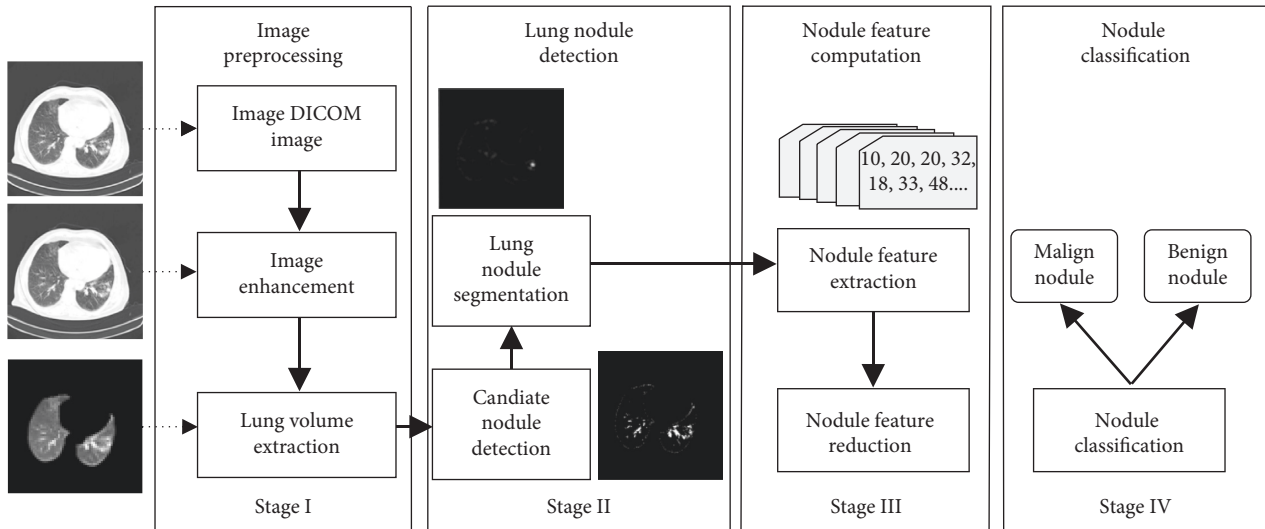 Image
preprocessing
Image DICOM
image
Image
enhancement
Lung volume
extraction
Stage I
Lung nodule
detection
Lung
nodule
segmentation
Candiate
nodule
detection
Stage II
Nodule feature
computation
10, 20, 20, 32,
18, 33, 48....
Nodule feature
extraction
Nodule feature
reduction
Stage III
Nodule
classification
Malign
nodule
Benign
nodule
Nodule
classification
Stage IV